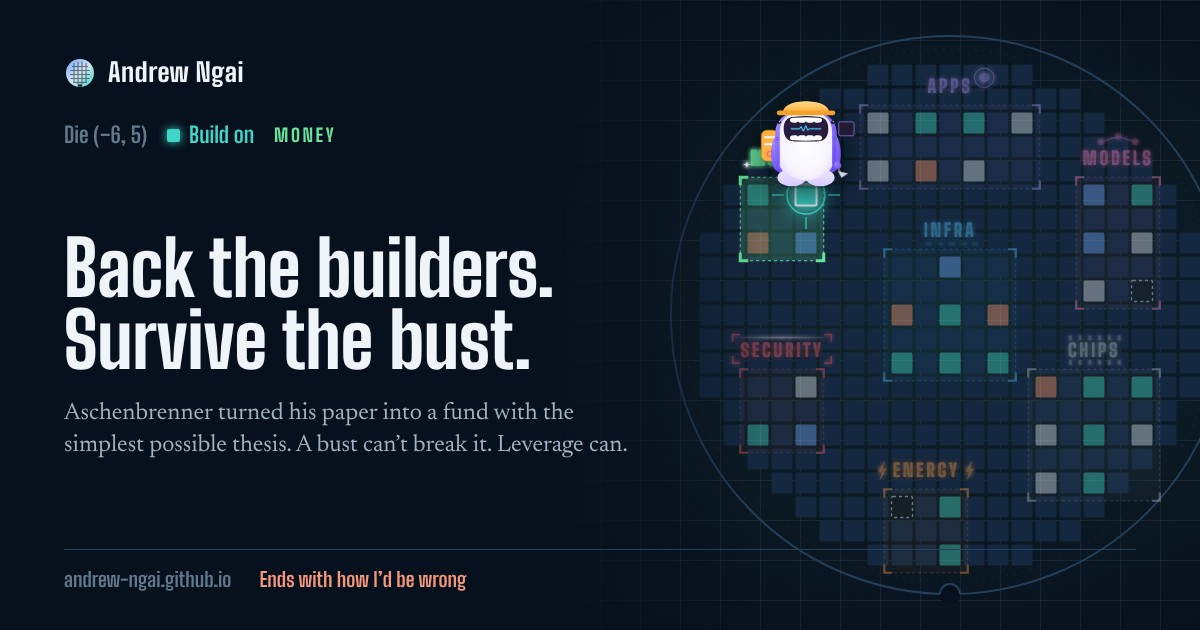 Andrew Ngai
Die (−6, 5) Build on MONEY
Back the builders.
Survive the bust.
Aschenbrenner turned his paper into a fund with the
simplest possible thesis. A bust can’t break it. Leverage can.
andrew-ngai.github.io Ends with how I’d be wrong
APPS
MODELS
INFRA
SECURITY
CHIPS
ENERGY